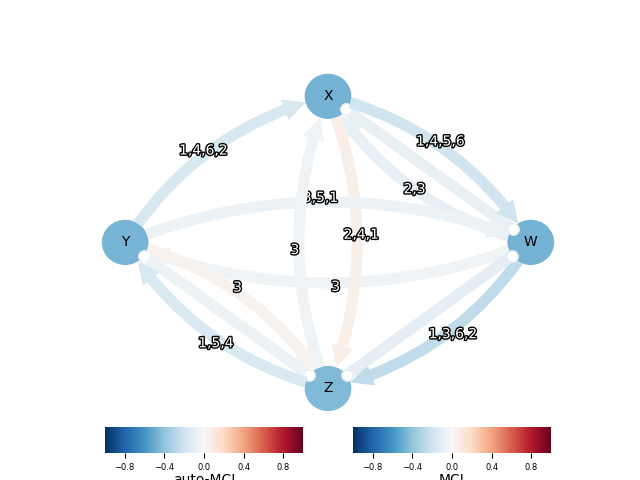 X
1,4,5,6
1,4,6,2
2,3
,5,1
2,4,1
Y
W
3
3
3
1,3,6,2
1,5,4
Z
−0.8 −0.4 0.0 0.4 0.8
−0.8 −0.4 0.0 0.4 0.8
auto-MCI
MCI